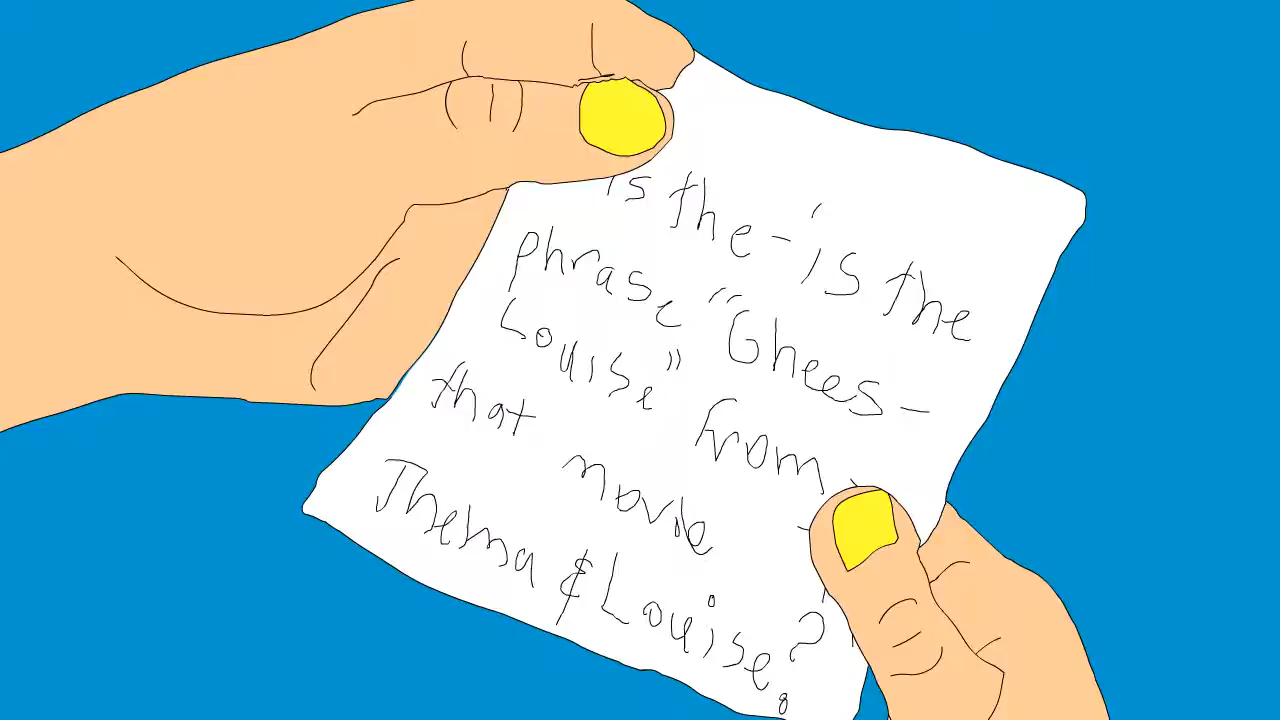 is the - is the
phrase "Ghees-
Louise" from
that movie
Thelma & Louise?